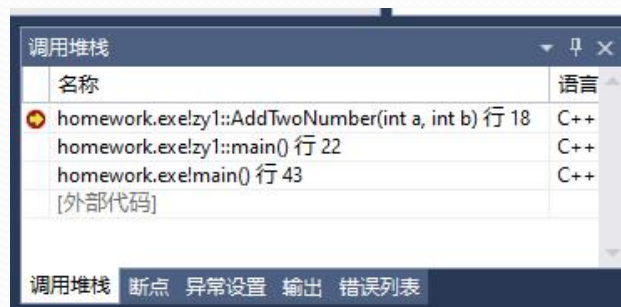 调用堆栈
名称 语言
homework.exe!zy1::AddTwoNumber(int a, int b) 行 18 C++
homework.exe!zy1::main() 行 22 C++
homework.exe!main() 行 43 C++
[外部代码]
调用堆栈 断点 异常设置 输出 错误列表